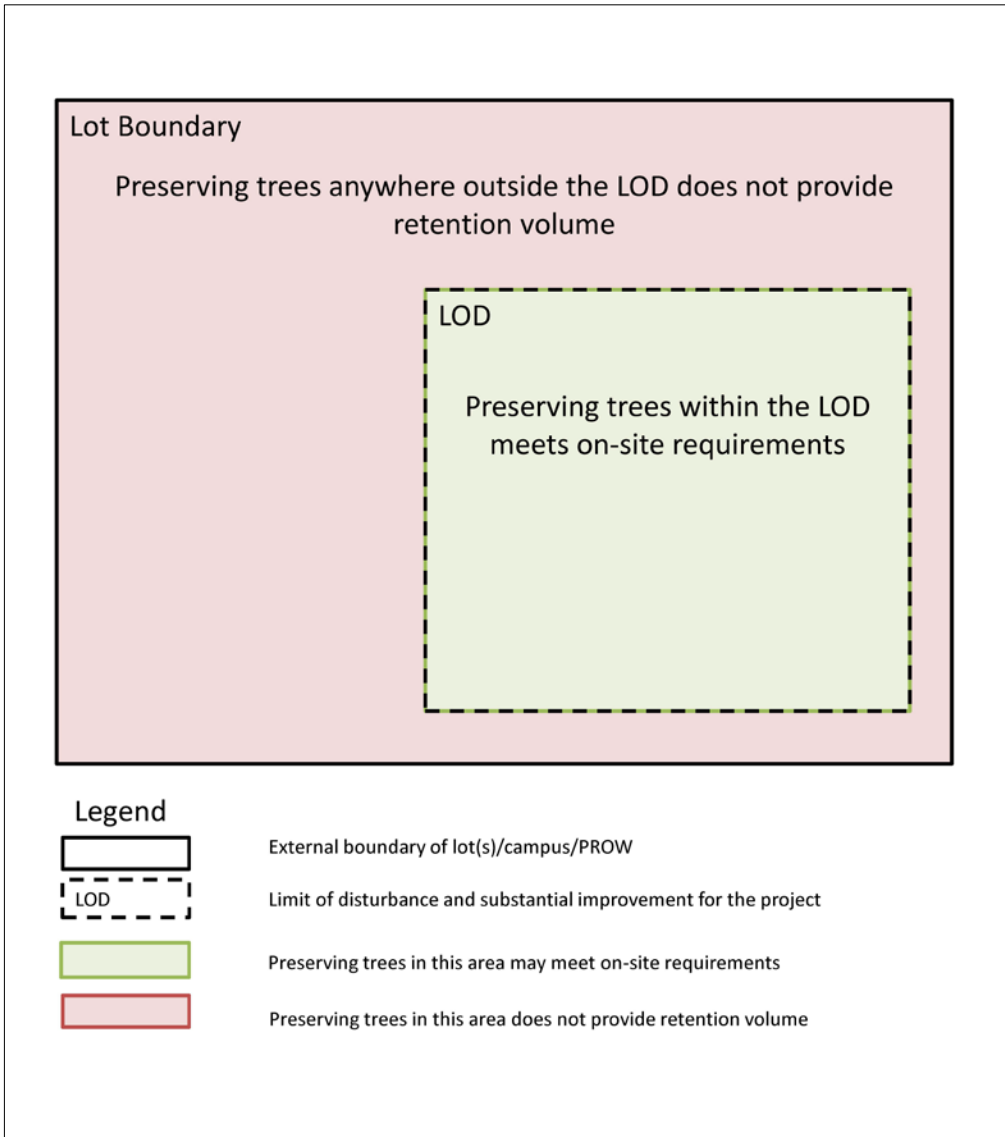 Lot Boundary
Preserving trees anywhere outside the LOD does not provide
retention volume
LOD
Preserving trees within the LOD
meets on-site requirements
Legend
External boundary of lot(s)/campus/PROW
LOD
Limit of disturbance and substantial improvement for the project
Preserving trees in this area may meet on-site requirements
Preserving trees in this area does not provide retention volume